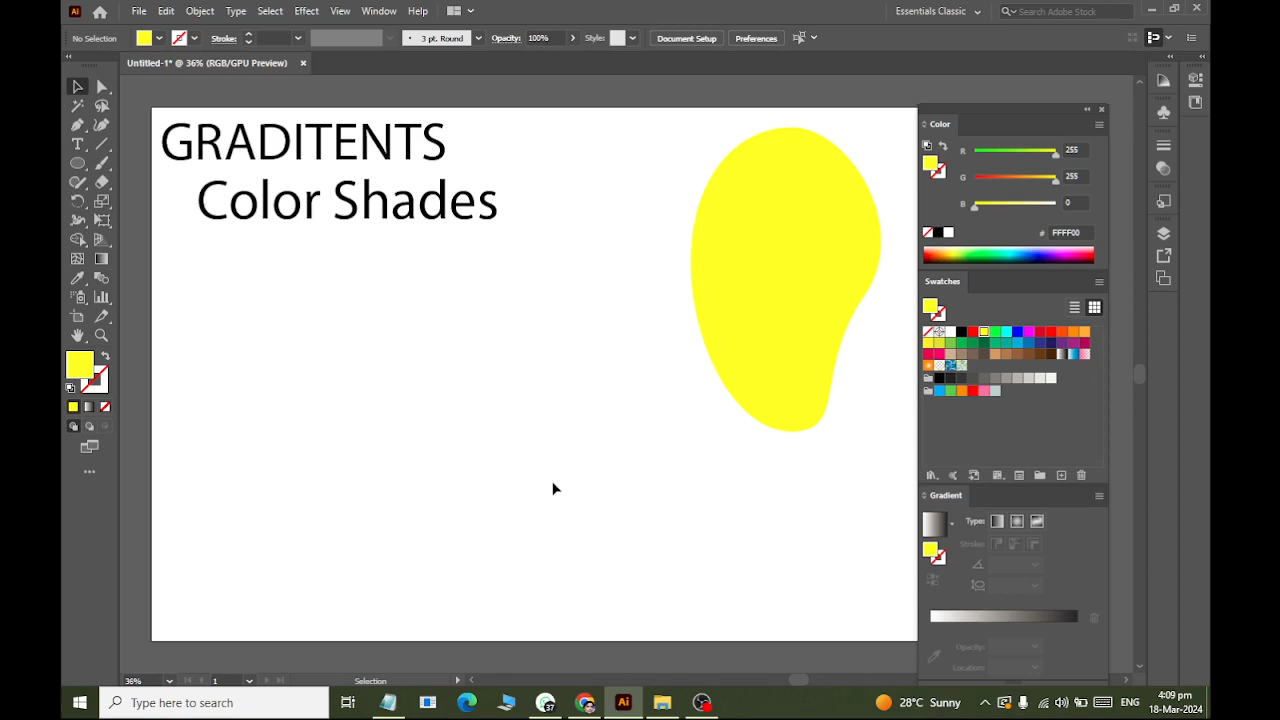 Ai File Edit Object Type Select Effect View Window Help Essentials Classic Search Adobe Stock
No Selection Stroke: 3 pt. Round Opacity: 100% Style: Document Setup Preferences
Untitled-1* @ 36% (RGB/GPU Preview)
GRADITENTS
Color Shades
Color
R 255
G 255
B 0
# FFFF00
Swatches
Gradient
Type:
Stroke:
Opacity:
Location:
36% 1 Selection
Type here to search Ai 28°C Sunny ENG 4:09 pm
18-Mar-2024